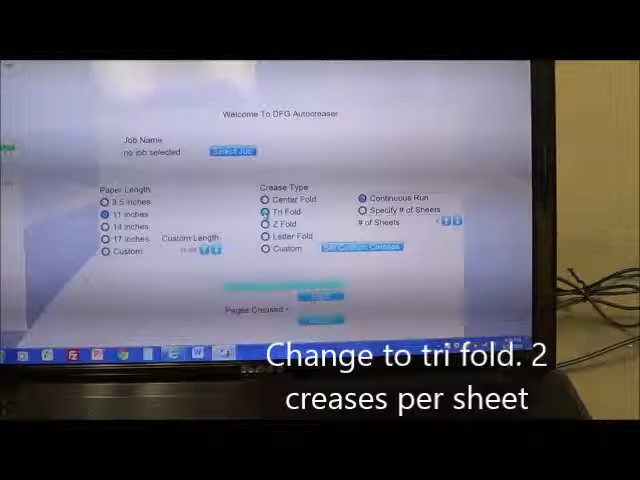 Welcome To DFG Autocreaser
Job Name
no job selected
Select Job
Paper Length
8.5 inches
11 inches
14 inches
17 inches
Custom
Custom Length
Crease Type
Center Fold
Tri Fold
Z Fold
Letter Fold
Custom
Set Custom Creases
Continuous Run
Specify # of Sheets
# of Sheets
Pages Creased
Change to tri fold. 2
creases per sheet